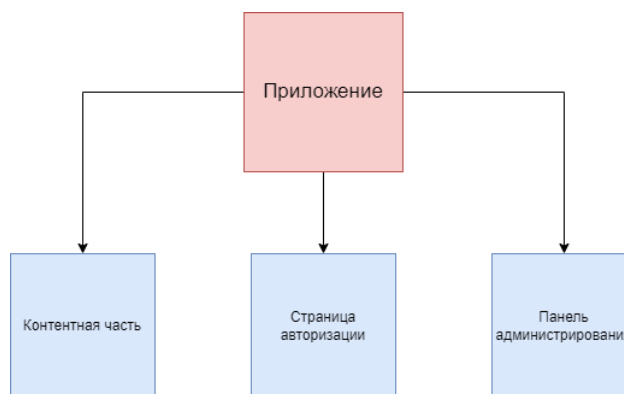 Приложение
Контентная часть
Страница
авторизации
Панель
администрировани